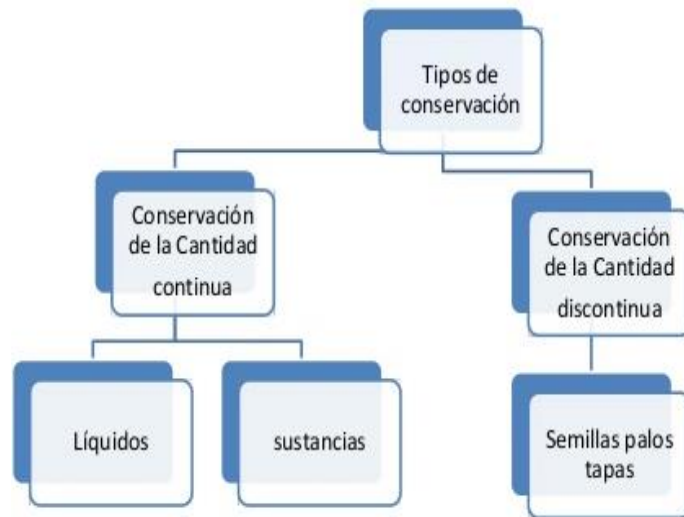 Tipos de
conservación
Conservación
de la Cantidad
continua
Conservación
de la Cantidad
discontinua
Líquidos
sustancias
Semillas palos
tapas